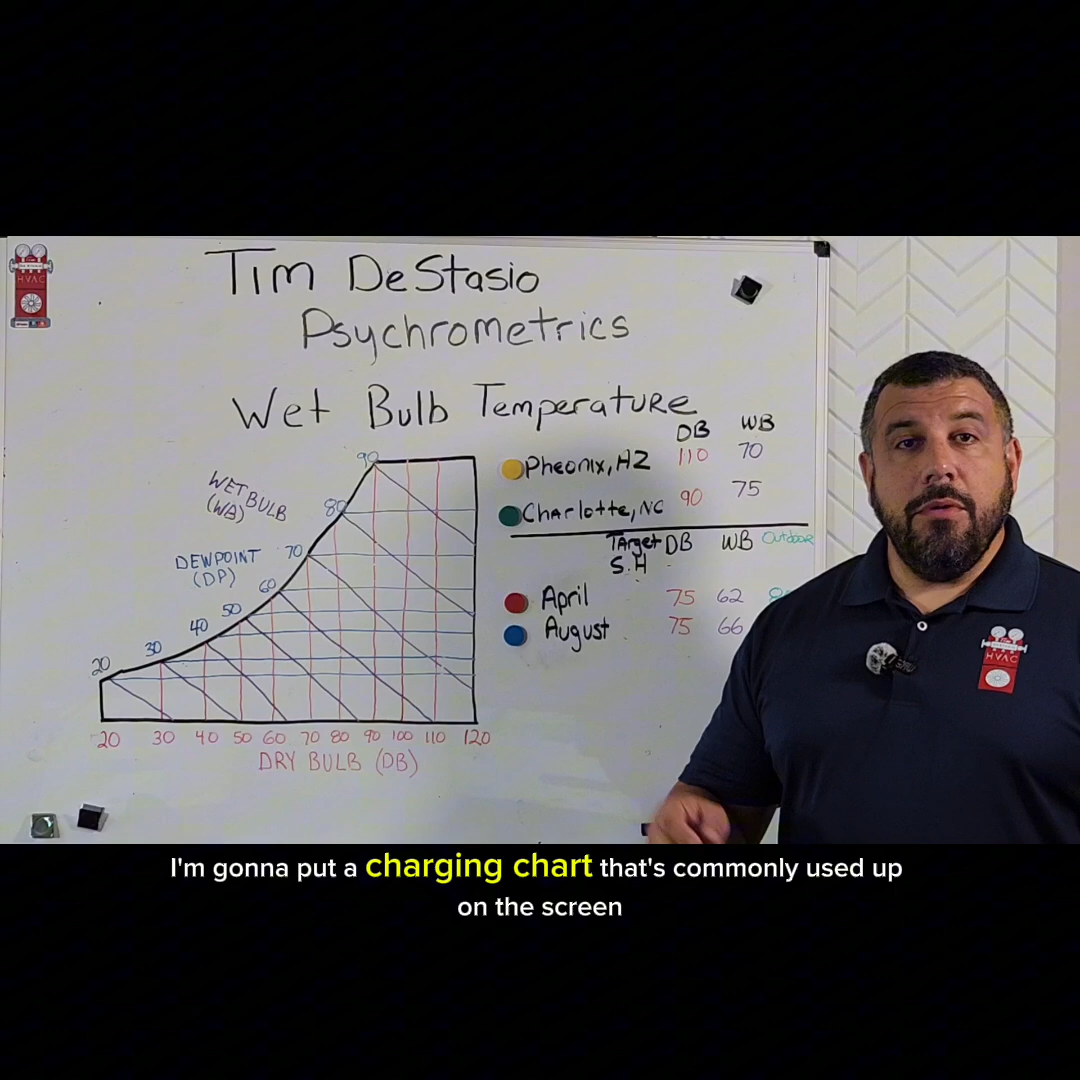 Tim DeStasio
Psychrometrics
Wet Bulb Temperature
DB WB
Pheonix, AZ 110 70
Charlotte, NC 90 75
Target S.H DB WB Outdoor
April 75 62
August 75 66
WET BULB
(WB)
DEWPOINT
(DP)
90
80
70
60
50
40
30
20
20 30 40 50 60 70 80 90 100 110 120
DRY BULB (DB)
HVAC
HVAC
I'm gonna put a charging chart that's commonly used up
on the screen